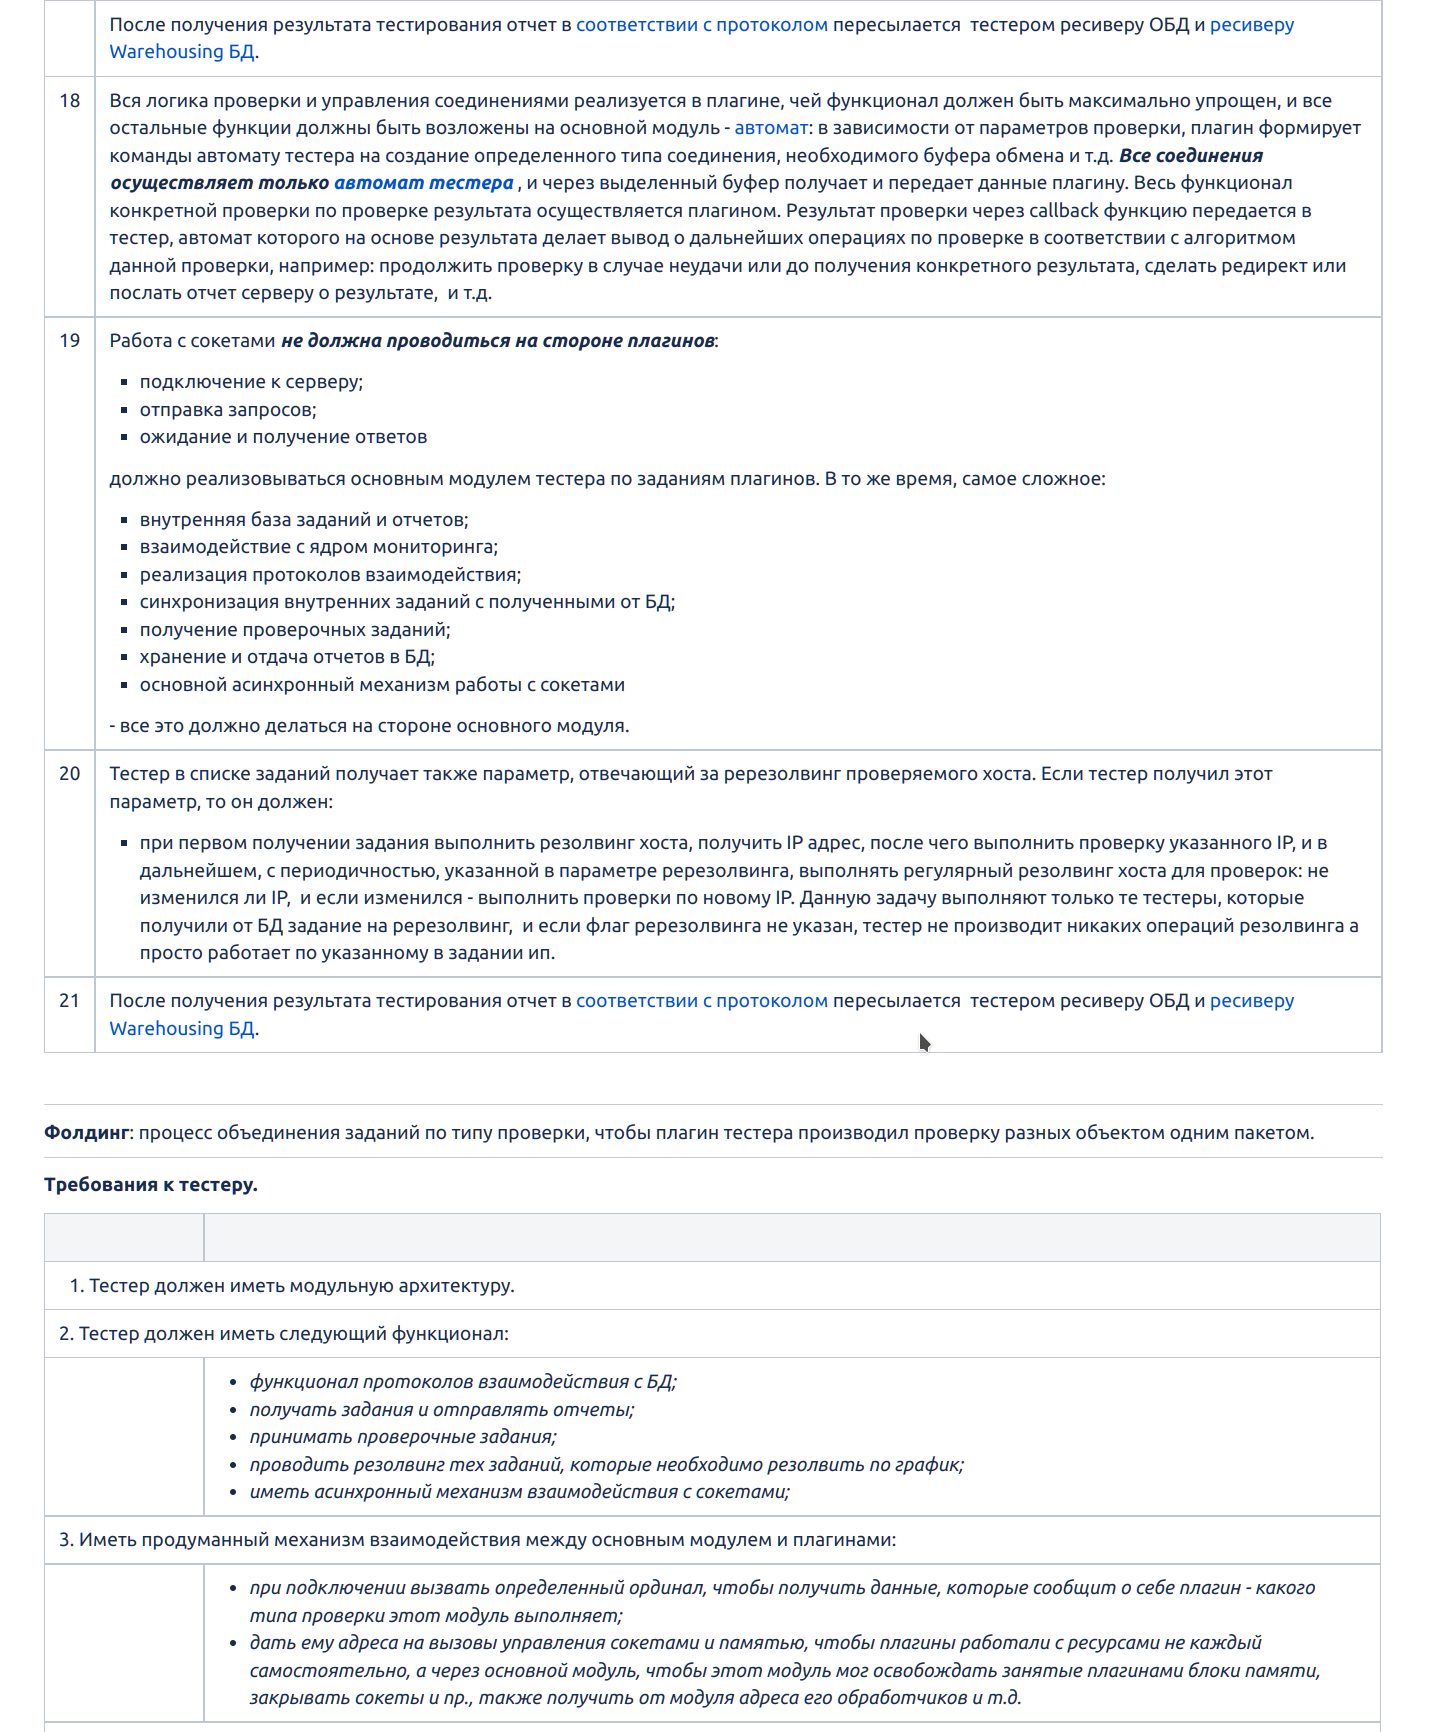 После получения результата тестирования отчет в соответствии с протоколом пересылается  тестером ресиверу ОБД и ресиверу
Warehousing БД.
18
Вся логика проверки и управления соединениями реализуется в плагине, чей функционал должен быть максимально упрощен, и все
остальные функции должны быть возложены на основной модуль - автомат: в зависимости от параметров проверки, плагин формирует
команды автомату тестера на создание определенного типа соединения, необходимого буфера обмена и т.д. Все соединения
осуществляет только автомат тестера , и через выделенный буфер получает и передает данные плагину. Весь функционал
конкретной проверки по проверке результата осуществляется плагином. Результат проверки через callback функцию передается в
тестер, автомат которого на основе результата делает вывод о дальнейших операциях по проверке в соответствии с алгоритмом
данной проверки, например: продолжить проверку в случае неудачи или до получения конкретного результата, сделать редирект или
послать отчет серверу о результате,  и т.д.
19
Работа с сокетами не должна проводиться на стороне плагинов:
▪ подключение к серверу;
▪ отправка запросов;
▪ ожидание и получение ответов
должно реализовываться основным модулем тестера по заданиям плагинов. В то же время, самое сложное:
▪ внутренняя база заданий и отчетов;
▪ взаимодействие с ядром мониторинга;
▪ реализация протоколов взаимодействия;
▪ синхронизация внутренних заданий с полученными от БД;
▪ получение проверочных заданий;
▪ хранение и отдача отчетов в БД;
▪ основной асинхронный механизм работы с сокетами
- все это должно делаться на стороне основного модуля.
20
Тестер в списке заданий получает также параметр, отвечающий за ререзолвинг проверяемого хоста. Если тестер получил этот
параметр, то он должен:
▪ при первом получении задания выполнить резолвинг хоста, получить IP адрес, после чего выполнить проверку указанного IP, и в
дальнейшем, с периодичностью, указанной в параметре ререзолвинга, выполнять регулярный резолвинг хоста для проверок: не
изменился ли IP,  и если изменился - выполнить проверки по новому IP. Данную задачу выполняют только те тестеры, которые
получили от БД задание на ререзолвинг,  и если флаг ререзолвинга не указан, тестер не производит никаких операций резолвинга а
просто работает по указанному в задании ип.
21
После получения результата тестирования отчет в соответствии с протоколом пересылается  тестером ресиверу ОБД и ресиверу
Warehousing БД.
Фолдинг: процесс объединения заданий по типу проверки, чтобы плагин тестера производил проверку разных объектом одним пакетом.
Требования к тестеру.
1. Тестер должен иметь модульную архитектуру.
2. Тестер должен иметь следующий функционал:
• функционал протоколов взаимодействия с БД;
• получать задания и отправлять отчеты;
• принимать проверочные задания;
• проводить резолвинг тех заданий, которые необходимо резолвить по график;
• иметь асинхронный механизм взаимодействия с сокетами;
3. Иметь продуманный механизм взаимодействия между основным модулем и плагинами:
• при подключении вызвать определенный ординал, чтобы получить данные, которые сообщит о себе плагин - какого
типа проверки этот модуль выполняет;
• дать ему адреса на вызовы управления сокетами и памятью, чтобы плагины работали с ресурсами не каждый
самостоятельно, а через основной модуль, чтобы этот модуль мог освобождать занятые плагинами блоки памяти,
закрывать сокеты и пр., также получить от модуля адреса его обработчиков и т.д.